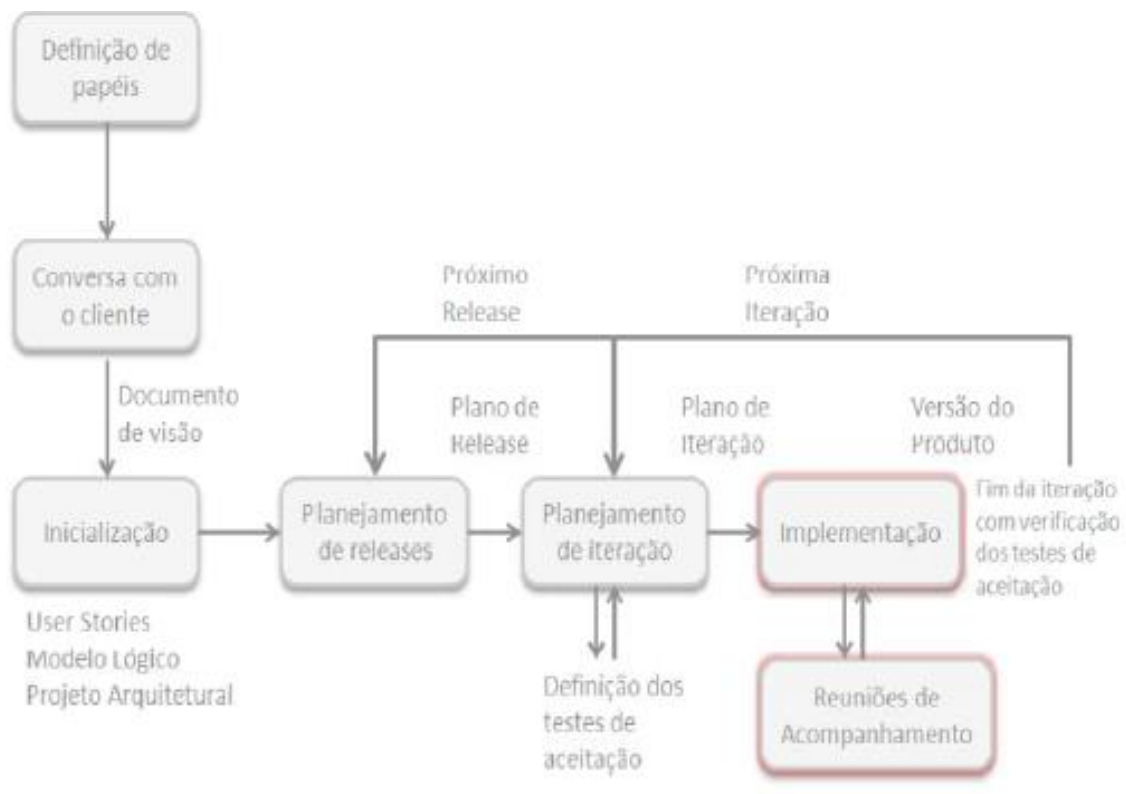 Definição de
papéis
Conversa com
o cliente
Documento
de visão
Próximo
Release
Próxima
Iteração
Plano de
Release
Plano de
Iteração
Versão do
Produto
Inicialização
Planejamento
de releases
Planejamento
de iteração
Implementação
Fim da iteração
com verificação
dos testes de
aceitação
User Stories
Modelo Lógico
Projeto Arquitetural
Definição dos
testes de
aceitação
Reuniões de
Acompanhamento